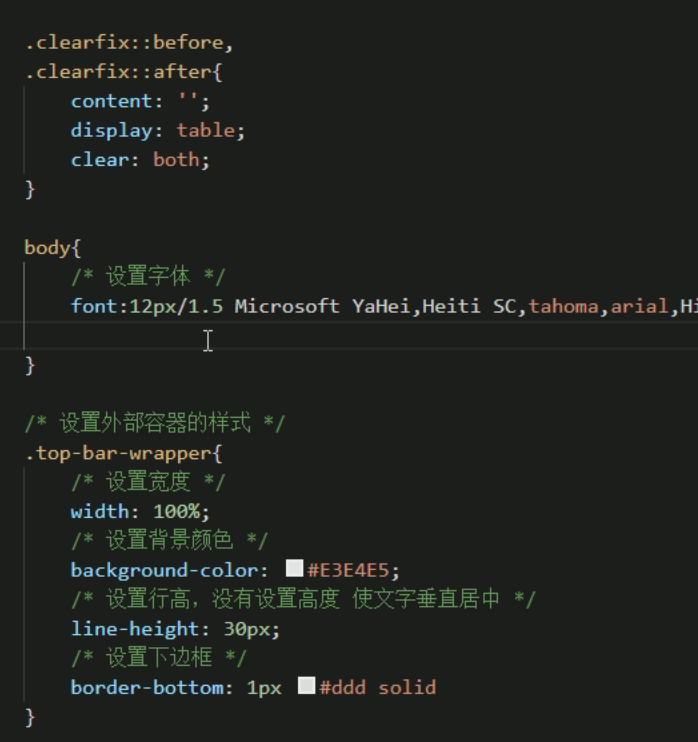 .clearfix::before,
.clearfix::after{
content: '';
display: table;
clear: both;
}
body{
/* 设置字体 */
font:12px/1.5 Microsoft YaHei,Heiti SC,tahoma,arial,Hi
}
/* 设置外部容器的样式 */
.top-bar-wrapper{
/* 设置宽度 */
width: 100%;
/* 设置背景颜色 */
background-color: #E3E4E5;
/* 设置行高，没有设置高度 使文字垂直居中 */
line-height: 30px;
/* 设置下边框 */
border-bottom: 1px #ddd solid
}